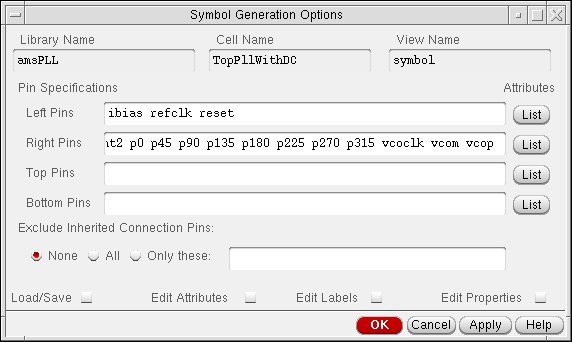 Symbol Generation Options
Library Name Cell Name View Name
amsPLL TopPllWithDC symbol
Pin Specifications Attributes
Left Pins ibias refclk reset List
Right Pins p0 p45 p90 p135 p180 p225 p270 p315 vcoclk vcom vcop List
Top Pins List
Bottom Pins List
Exclude Inherited Connection Pins:
None All Only these:
Load/Save Edit Attributes Edit Labels Edit Properties
OK Cancel Apply Help